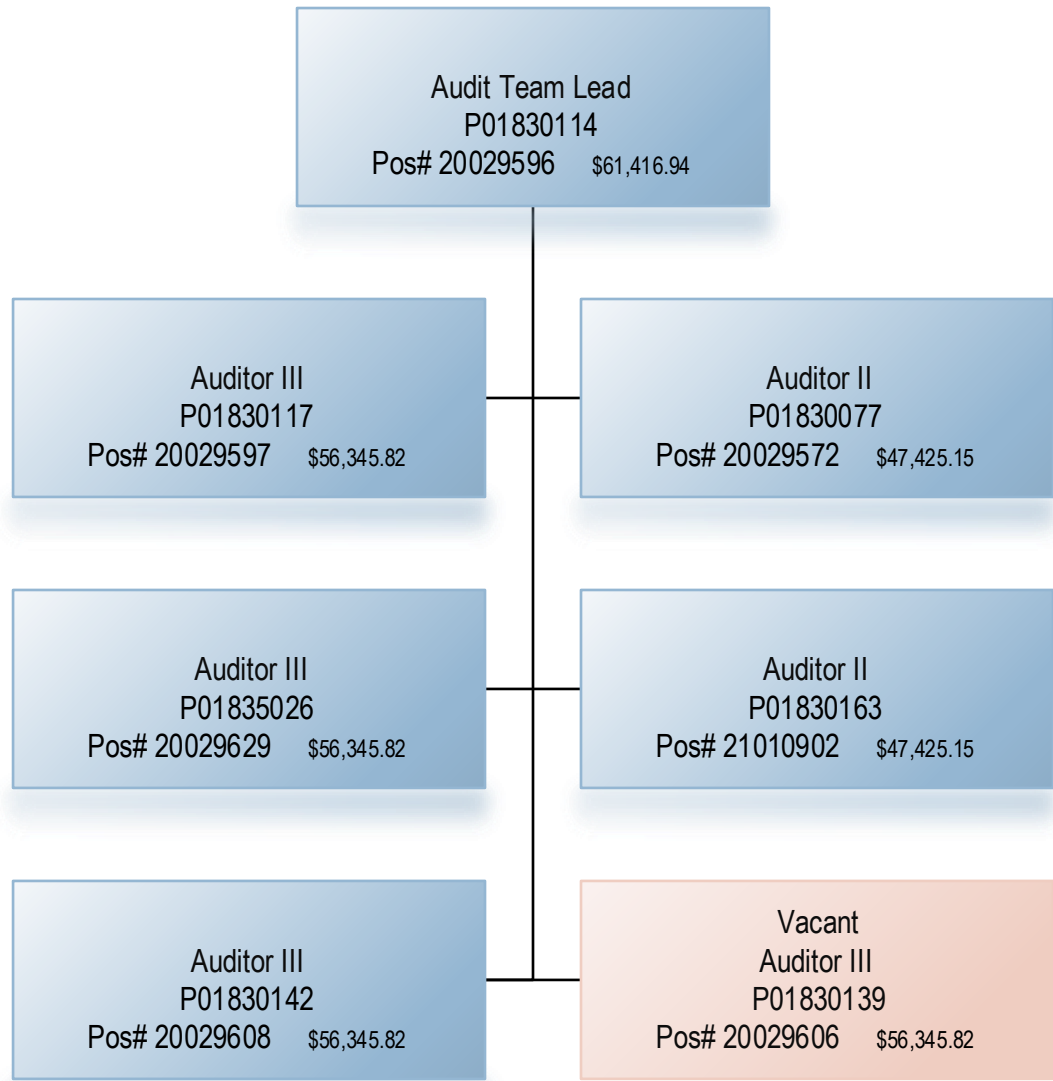 Audit Team Lead
P01830114
Pos# 20029596 $61,416.94
Auditor III
P01830117
Pos# 20029597 $56,345.82
Auditor II
P01830077
Pos# 20029572 $47,425.15
Auditor III
P01835026
Pos# 20029629 $56,345.82
Auditor II
P01830163
Pos# 21010902 $47,425.15
Auditor III
P01830142
Pos# 20029608 $56,345.82
Vacant
Auditor III
P01830139
Pos# 20029606 $56,345.82